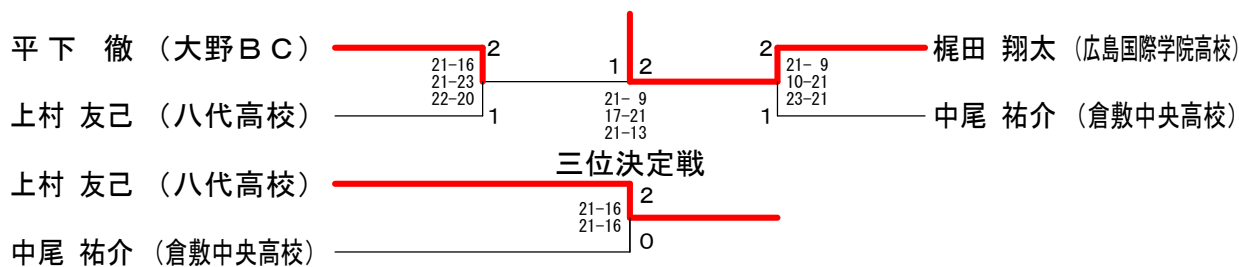 平下 徹 (大野BC)
2
21-16
21-23
22-20
上村 友己 (八代高校)
1
1 2
21- 9
17-21
21-13
2
21- 9
10-21
23-21
1
梶田 翔太 (広島国際学院高校)
中尾 祐介 (倉敷中央高校)
三位決定戦
上村 友己 (八代高校)
2
21-16
21-16
0
中尾 祐介 (倉敷中央高校)